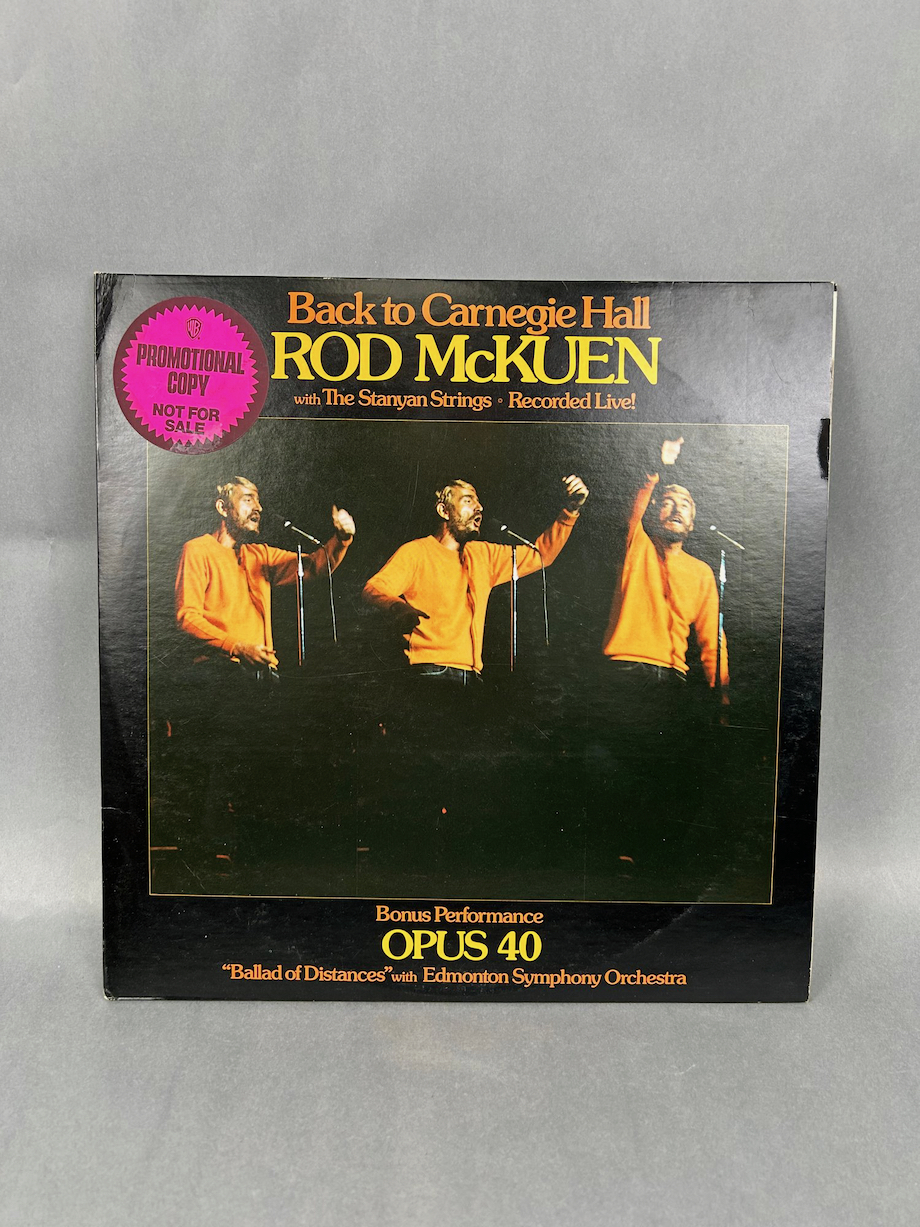 Back to Carnegie Hall
ROD McKUEN
with The Stanyan Strings ◦ Recorded Live!
WB
PROMOTIONAL
COPY
NOT FOR
SALE
Bonus Performance
OPUS 40
“Ballad of Distances” with Edmonton Symphony Orchestra